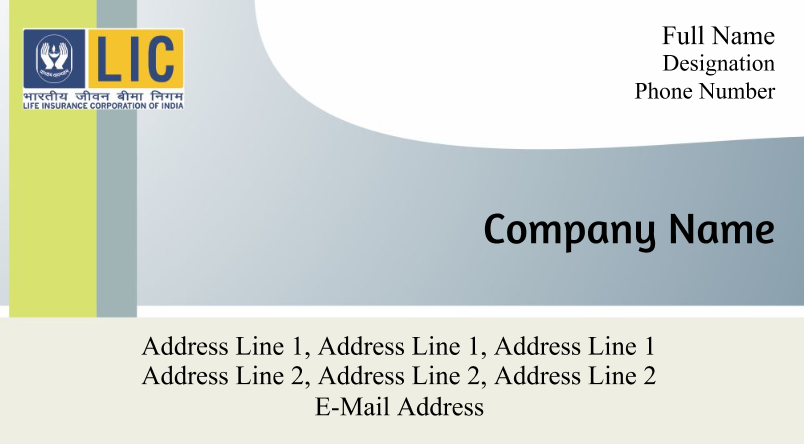 LIC
भारतीय जीवन बीमा निगम
LIFE INSURANCE CORPORATION OF INDIA
Full Name
Designation
Phone Number
Company Name
Address Line 1, Address Line 1, Address Line 1
Address Line 2, Address Line 2, Address Line 2
E-Mail Address